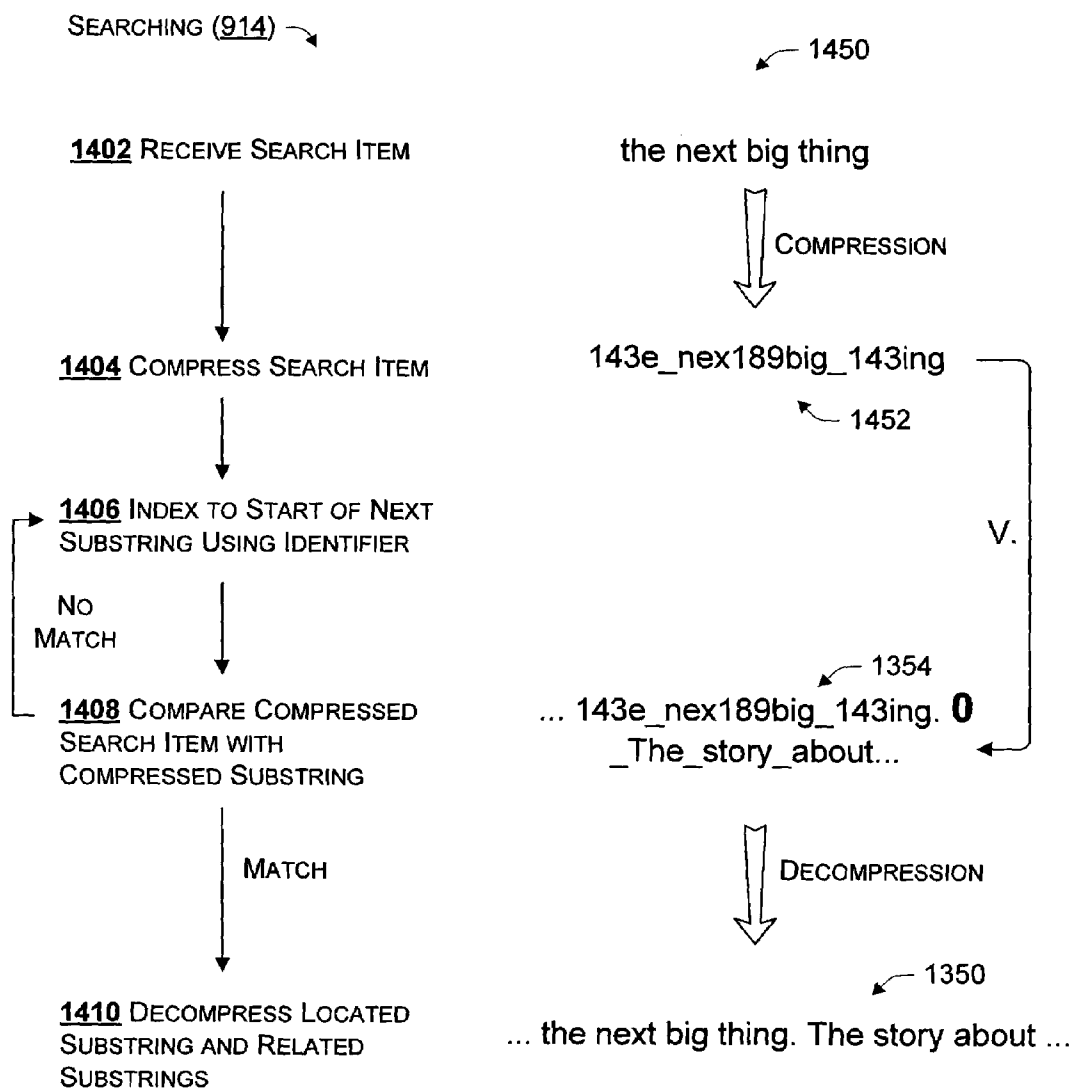 SEARCHING (914)
1450
1402 RECEIVE SEARCH ITEM
the next big thing
COMPRESSION
1404 COMPRESS SEARCH ITEM
143e_nex189big_143ing
1452
1406 INDEX TO START OF NEXT
SUBSTRING USING IDENTIFIER
V.
NO
MATCH
1354
1408 COMPARE COMPRESSED
SEARCH ITEM WITH
COMPRESSED SUBSTRING
... 143e_nex189big_143ing. 0
_The_story_about...
MATCH
DECOMPRESSION
1350
1410 DECOMPRESS LOCATED
SUBSTRING AND RELATED
SUBSTRINGS
... the next big thing. The story about ...